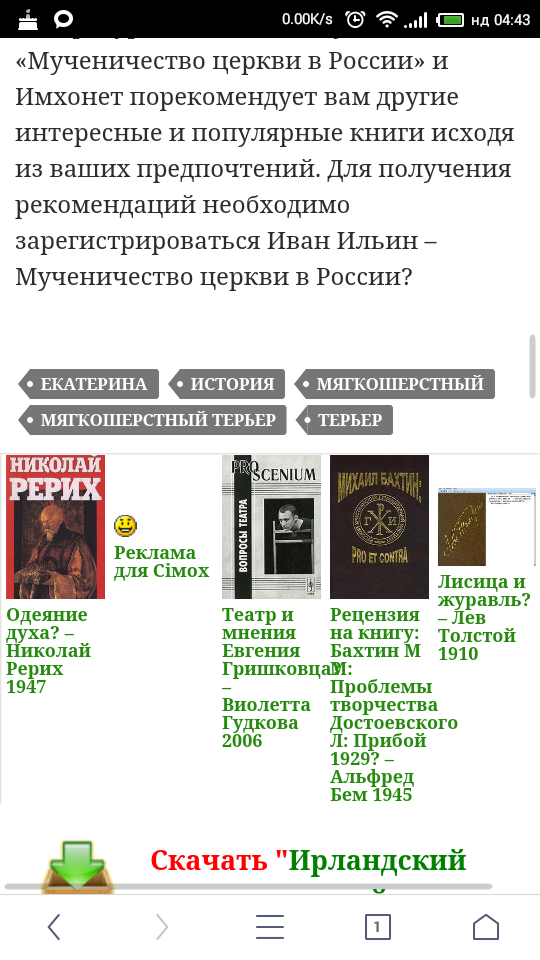 0.00K/s нд 04:43
«Мученичество церкви в России» и
Имхонет порекомендует вам другие
интересные и популярные книги исходя
из ваших предпочтений. Для получения
рекомендаций необходимо
зарегистрироваться Иван Ильин –
Мученичество церкви в России?
ЕКАТЕРИНА ИСТОРИЯ МЯГКОШЕРСТНЫЙ
МЯГКОШЕРСТНЫЙ ТЕРЬЕР ТЕРЬЕР
НИКОЛАЙ
РЕРИХ
Одеяние
духа? –
Николай
Рерих
1947
Реклама
для Сімох
PRO
SCENIUM
ВОПРОСЫ ТЕАТРА
Театр и
мнения
Евгения
Гришковца?
–
Виолетта
Гудкова
2006
МИХАИЛ БАХТИН:
PRO ET CONTRA
Рецензия
на книгу:
Бахтин М
М:
Проблемы
творчества
Достоевского
Л: Прибой
1929? –
Альфред
Бем 1945
Лисица и
журавль?
– Лев
Толстой
1910
Скачать "Ирландский
1